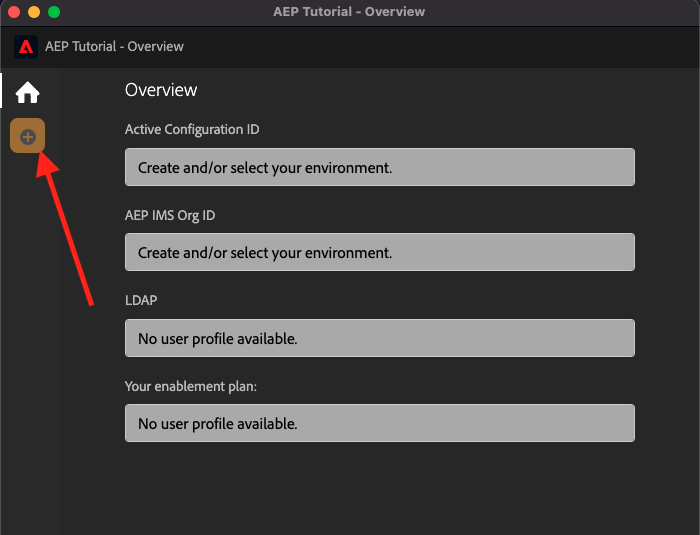 AEP Tutorial - Overview
AEP Tutorial - Overview
Overview
Active Configuration ID
Create and/or select your environment.
AEP IMS Org ID
Create and/or select your environment.
LDAP
No user profile available.
Your enablement plan:
No user profile available.